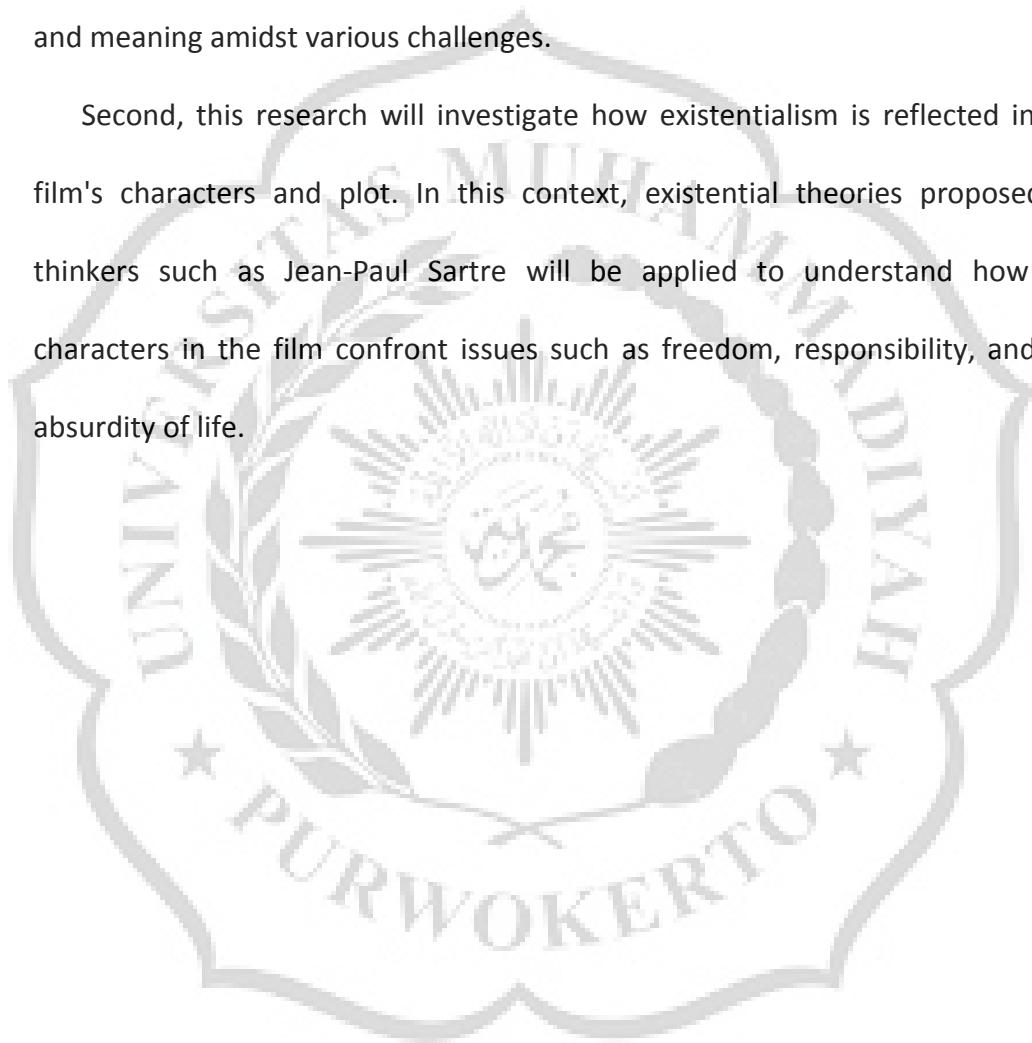 and meaning amidst various challenges.
Second, this research will investigate how existentialism is reflected in
film's characters and plot. In this context, existential theories proposed
thinkers such as Jean-Paul Sartre will be applied to understand how
characters in the film confront issues such as freedom, responsibility, and
absurdity of life.
UNIVERSITAS MUHAMMADIYAH
PURWOKERTO